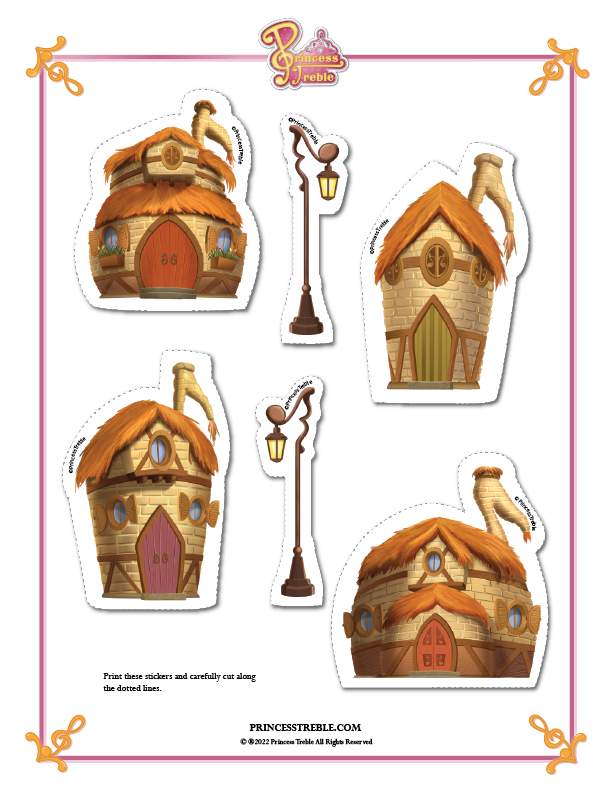 Princess
Treble
©PrincessTreble
©PrincessTreble
©PrincessTreble
©PrincessTreble
©PrincessTreble
©PrincessTreble
Print these stickers and carefully cut along
the dotted lines.
PRINCESSTREBLE.COM
© ®2022 Princess Treble All Rights Reserved